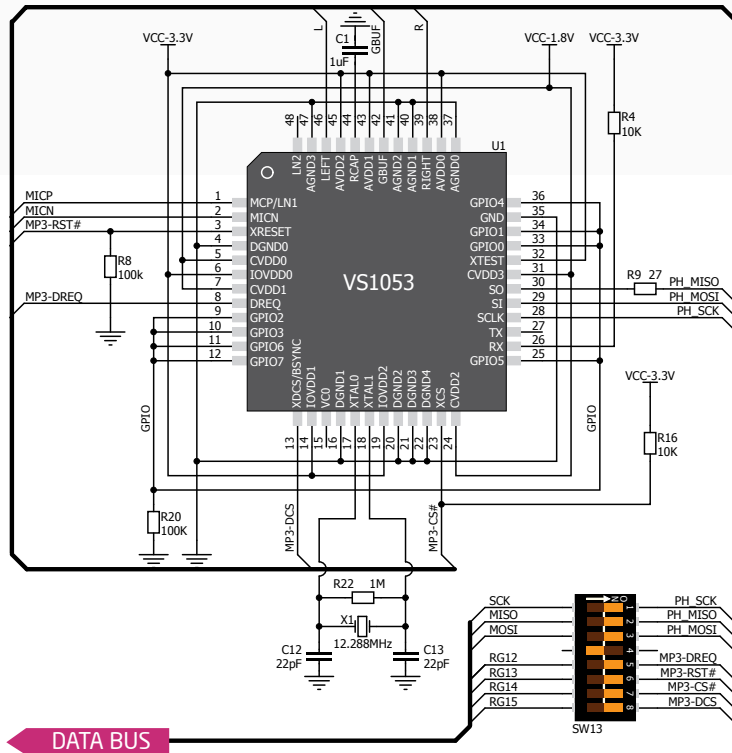 L
C1
1uF
GBUF
R
VCC-3.3V
VCC-1.8V
VCC-3.3V
R4
10K
48
47
46
45
44
43
42
41
40
39
38
37
U1
LN2
AGND3
LEFT
AVDD2
RCAP
AVDD1
GBUF
AGND2
AGND1
RIGHT
AVDD0
AGND0
MICP
1
MCP/LN1
MICN
2
MICN
MP3-RST#
3
XRESET
4
DGND0
5
CVDD0
6
IOVDD0
7
CVDD1
MP3-DREQ
8
DREQ
9
GPIO2
10
GPIO3
11
GPIO6
12
GPIO7
R8
100k
VS1053
GPIO4
36
GND
35
GPIO1
34
GPIO0
33
XTEST
32
CVDD3
31
SO
30
R9 27
PH_MISO
SI
29
PH_MOSI
SCLK
28
PH_SCK
TX
27
RX
26
GPIO5
25
XDCS/BSYNC
IOVDD1
VC0
DGND1
XTAL0
XTAL1
IOVDD2
DGND2
DGND3
DGND4
XCS
CVDD2
13
14
15
16
17
18
19
20
21
22
23
24
GPIO
GPIO
VCC-3.3V
R16
10K
R20
100K
MP3-DCS
MP3-CS#
R22 1M
X1
12.288MHz
C12
22pF
C13
22pF
ON
SCK
1
PH_SCK
MISO
2
PH_MISO
MOSI
3
PH_MOSI
4
RG12
5
MP3-DREQ
RG13
6
MP3-RST#
RG14
7
MP3-CS#
RG15
8
MP3-DCS
SW13
DATA BUS